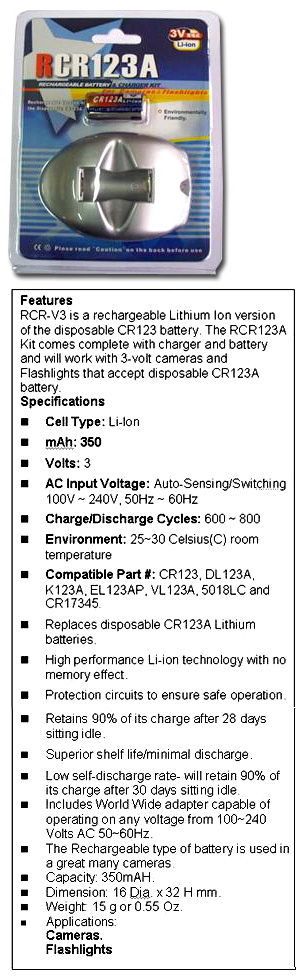 3V
Li-ion
RCR123A
RECHARGEABLE BATTERY & CHARGER KIT
for Cameras & Flashlights
Rechargeable
CR123A
Environmentally
Friendly.
CE
Please read "Caution" on the back before use
Features
RCR-V3 is a rechargeable Lithium Ion version
of the disposable CR123 battery. The RCR123A
Kit comes complete with charger and battery
and will work with 3-volt cameras and
Flashlights that accept disposable CR123A
battery.
Specifications
■ Cell Type: Li-Ion
■ mAh: 350
■ Volts: 3
■ AC Input Voltage: Auto-Sensing/Switching
100V ~ 240V, 50Hz ~ 60Hz
■ Charge/Discharge Cycles: 600 ~ 800
■ Environment: 25~30 Celsius(C) room
temperature
■ Compatible Part #: CR123, DL123A,
K123A, EL123AP, VL123A, 5018LC and
CR17345.
■ Replaces disposable CR123A Lithium
batteries.
■ High performance Li-ion technology with no
memory effect.
■ Protection circuits to ensure safe operation.
■ Retains 90% of its charge after 28 days
sitting idle.
■ Superior shelf life/minimal discharge.
■ Low self-discharge rate- will retain 90% of
its charge after 30 days sitting idle.
■ Includes World Wide adapter capable of
operating on any voltage from 100~240
Volts AC 50~60Hz.
■ The Rechargeable type of battery is used in
a great many cameras.
■ Capacity: 350mAH.
■ Dimension: 16 Dia. x 32 H mm.
■ Weight: 15 g or 0.55 Oz.
■ Applications:
Cameras.
Flashlights